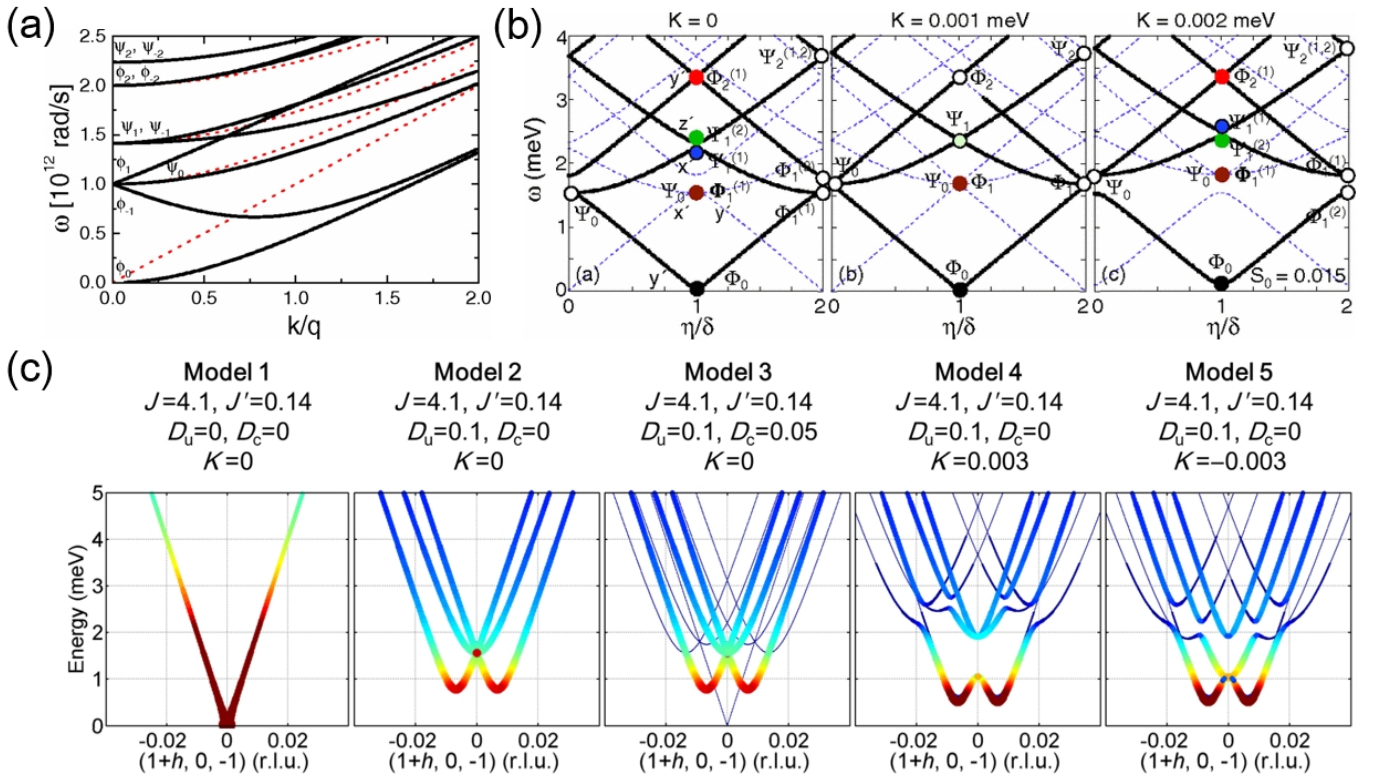 (a)
2.5
2.0
1.5
1.0
0.5
0.0
ω [10¹² rad/s]
ψ₂, ψ₋₂
ϕ₂, ϕ₋₂
ψ₁, ψ₋₁
ϕ₁
ψ₀
ϕ₋₁
ϕ₀
0.0 0.5 1.0 1.5 2.0
k/q
(b)
K = 0 K = 0.001 meV K = 0.002 meV
4
3
2
1
0
ω (meV)
Ψ₂⁽¹,²⁾
y´ Φ₂⁽¹⁾
z´ Ψ₁⁽²⁾
x´ Ψ₁⁽¹⁾
Ψ₀ Φ₁⁽¹⁾
x´ y´
Ψ₀
Φ₁⁽¹⁾
y´ Φ₀
(a)
0 1 2
η/δ
Ψ₂
Φ₂
Ψ₁
Ψ₀
Ψ₀ Φ₁
Φ₀
(b)
0 1 2
η/δ
Ψ₂⁽¹,²⁾
Φ₂⁽¹⁾
Ψ₁⁽¹⁾
Ψ₁⁽²⁾
Φ₁⁽¹⁾
Ψ₀
Ψ₀ Φ₁⁽¹⁾
Φ₁⁽²⁾
Φ₀
(c) S₀ = 0.015
0 1 2
η/δ
(c)
Model 1 Model 2 Model 3 Model 4 Model 5
J=4.1, J′=0.14 J=4.1, J′=0.14 J=4.1, J′=0.14 J=4.1, J′=0.14 J=4.1, J′=0.14
Dᵤ=0, D_c=0 Dᵤ=0.1, D_c=0 Dᵤ=0.1, D_c=0.05 Dᵤ=0.1, D_c=0 Dᵤ=0.1, D_c=0
K=0 K=0 K=0 K=0.003 K=−0.003
5
4
3
2
1
0
Energy (meV)
-0.02 0 0.02 -0.02 0 0.02 -0.02 0 0.02 -0.02 0 0.02 -0.02 0 0.02
(1+h, 0, -1) (r.l.u.) (1+h, 0, -1) (r.l.u.) (1+h, 0, -1) (r.l.u.) (1+h, 0, -1) (r.l.u.) (1+h, 0, -1) (r.l.u.)